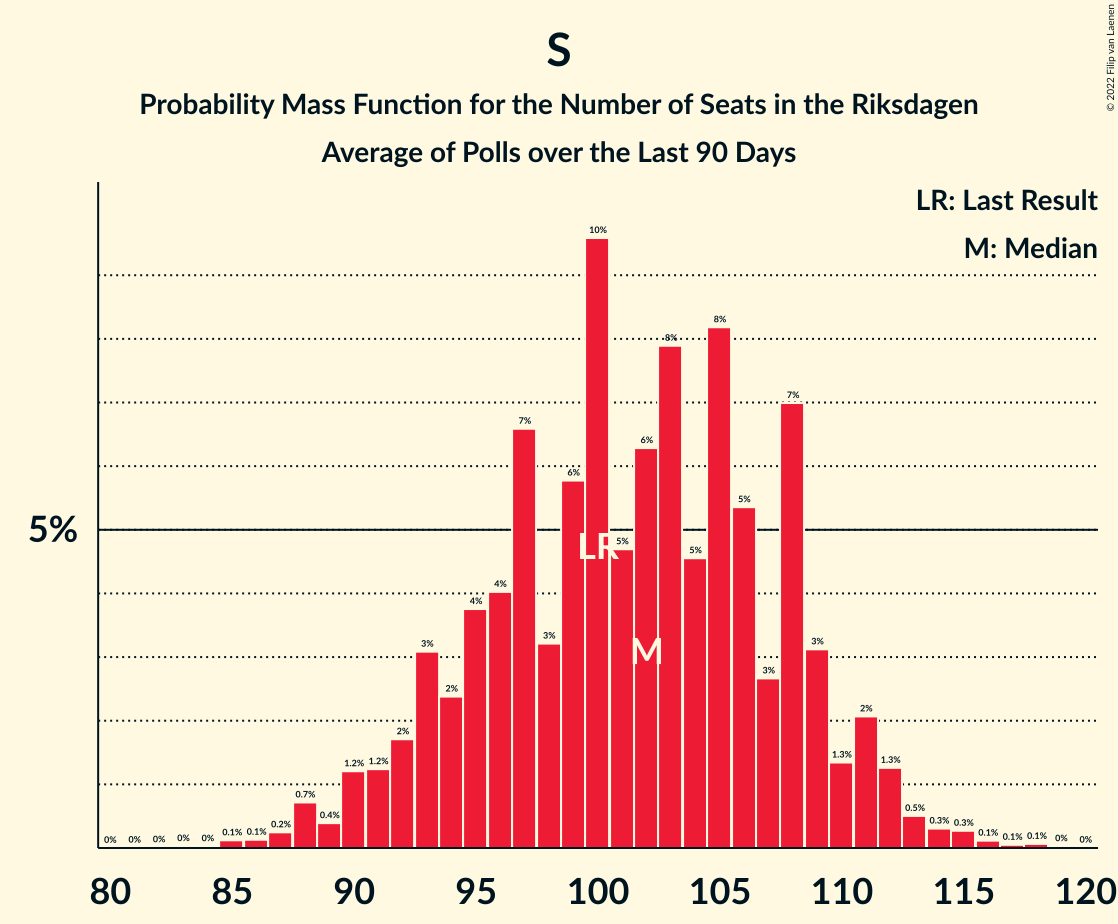 S
Probability Mass Function for the Number of Seats in the Riksdagen
Average of Polls over the Last 90 Days
© 2022 Filip van Laenen
LR: Last Result
M: Median
5%
0% 0% 0% 0% 0% 0.1% 0.1% 0.2% 0.7% 0.4% 1.2% 1.2% 2% 3% 2% 4% 4% 7% 3% 6% 10% 5% 6% 8% 5% 8% 5% 3% 7% 3% 1.3% 2% 1.3% 0.5% 0.3% 0.3% 0.1% 0.1% 0.1% 0% 0%
LR
M
80 85 90 95 100 105 110 115 120